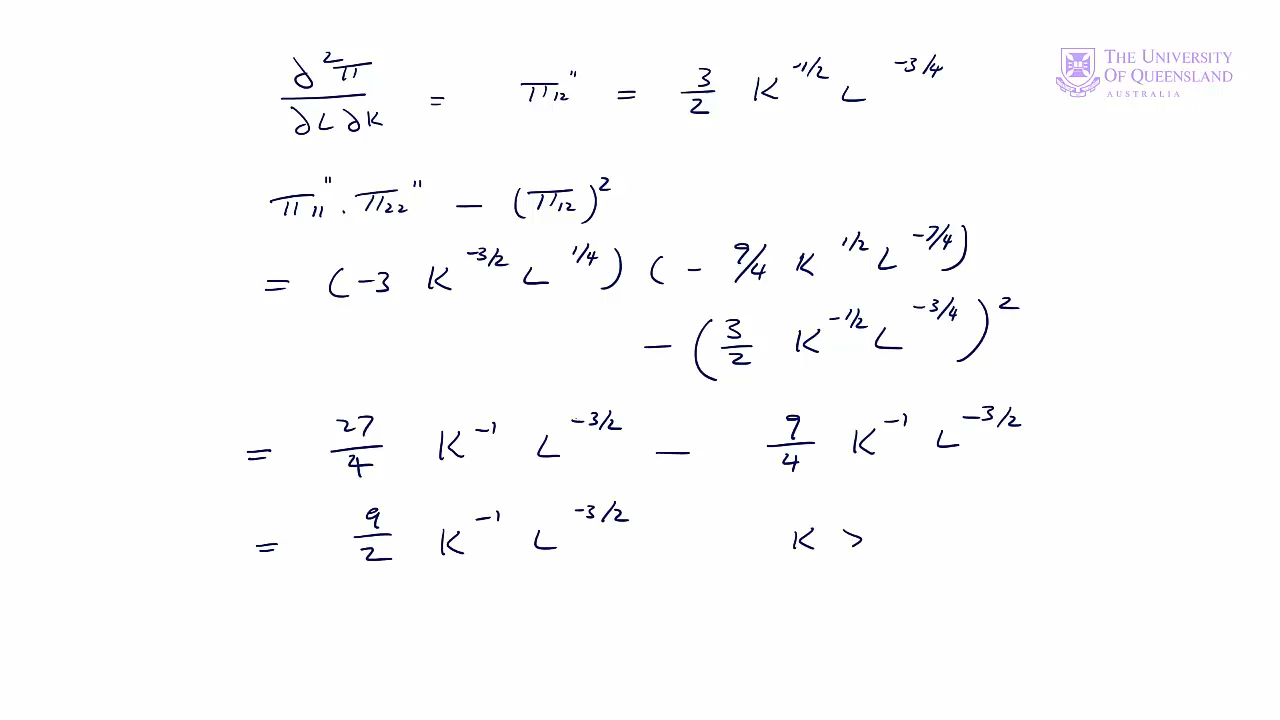 ∂²π/∂L∂K = π₁₂'' = 3/2 K^(-1/2) L^(-3/4)
THE UNIVERSITY
OF QUEENSLAND
AUSTRALIA
π₁₁'' . π₂₂'' − (π₁₂)²
= (-3 K^(-3/2) L^(1/4)) (- 9/4 K^(1/2) L^(-7/4))
− (3/2 K^(-1/2) L^(-3/4))²
= 27/4 K^(-1) L^(-3/2) − 9/4 K^(-1) L^(-3/2)
= 9/2 K^(-1) L^(-3/2) K >